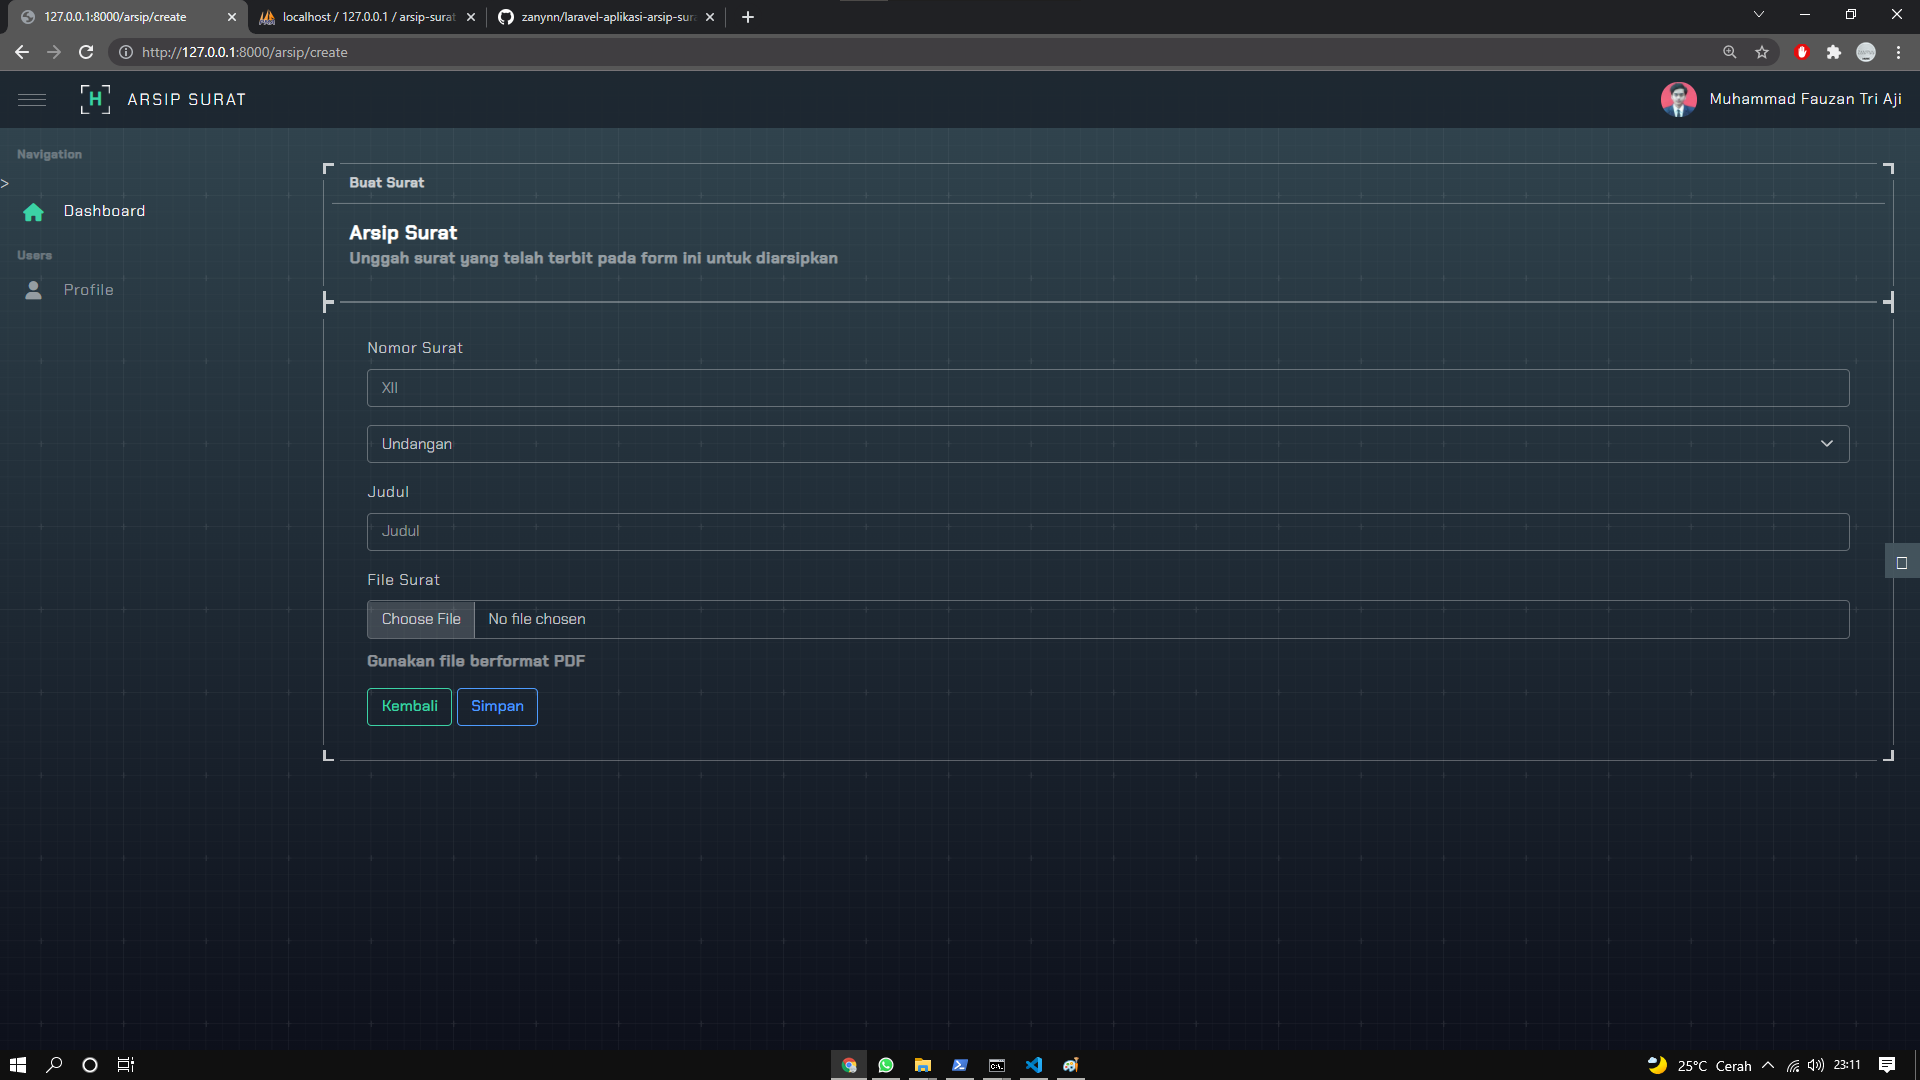 127.0.0.1:8000/arsip/create
localhost / 127.0.0.1 / arsip-surat
zanynn/laravel-aplikasi-arsip-sur
http://127.0.0.1:8000/arsip/create
H ARSIP SURAT
Muhammad Fauzan Tri Aji
Navigation
>
Dashboard
Users
Profile
Buat Surat
Arsip Surat
Unggah surat yang telah terbit pada form ini untuk diarsipkan
Nomor Surat
XII
Undangan
Judul
Judul
File Surat
Choose File No file chosen
Gunakan file berformat PDF
Kembali Simpan
25°C Cerah 23:11